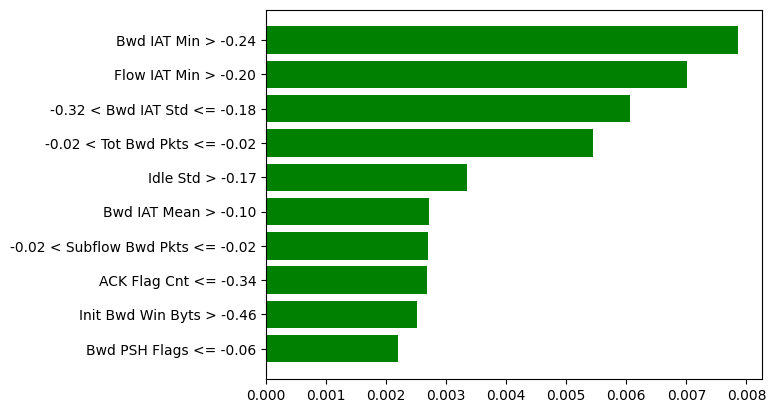 Bwd IAT Min > -0.24
Flow IAT Min > -0.20
-0.32 < Bwd IAT Std <= -0.18
-0.02 < Tot Bwd Pkts <= -0.02
Idle Std > -0.17
Bwd IAT Mean > -0.10
-0.02 < Subflow Bwd Pkts <= -0.02
ACK Flag Cnt <= -0.34
Init Bwd Win Byts > -0.46
Bwd PSH Flags <= -0.06
0.000 0.001 0.002 0.003 0.004 0.005 0.006 0.007 0.008